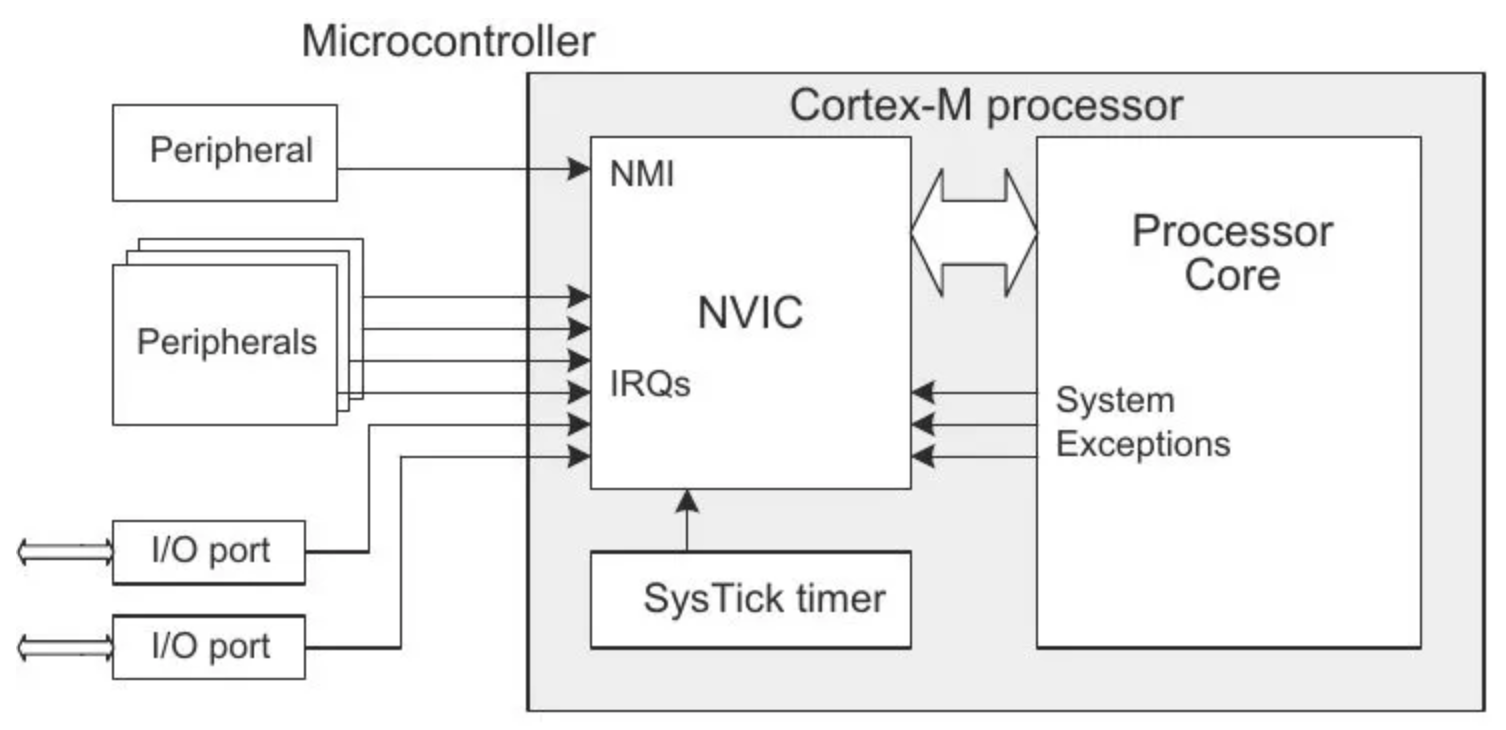 Microcontroller
Cortex-M processor
Peripheral
NMI
Processor
Core
NVIC
Peripherals
IRQs
System
Exceptions
I/O port
SysTick timer
I/O port